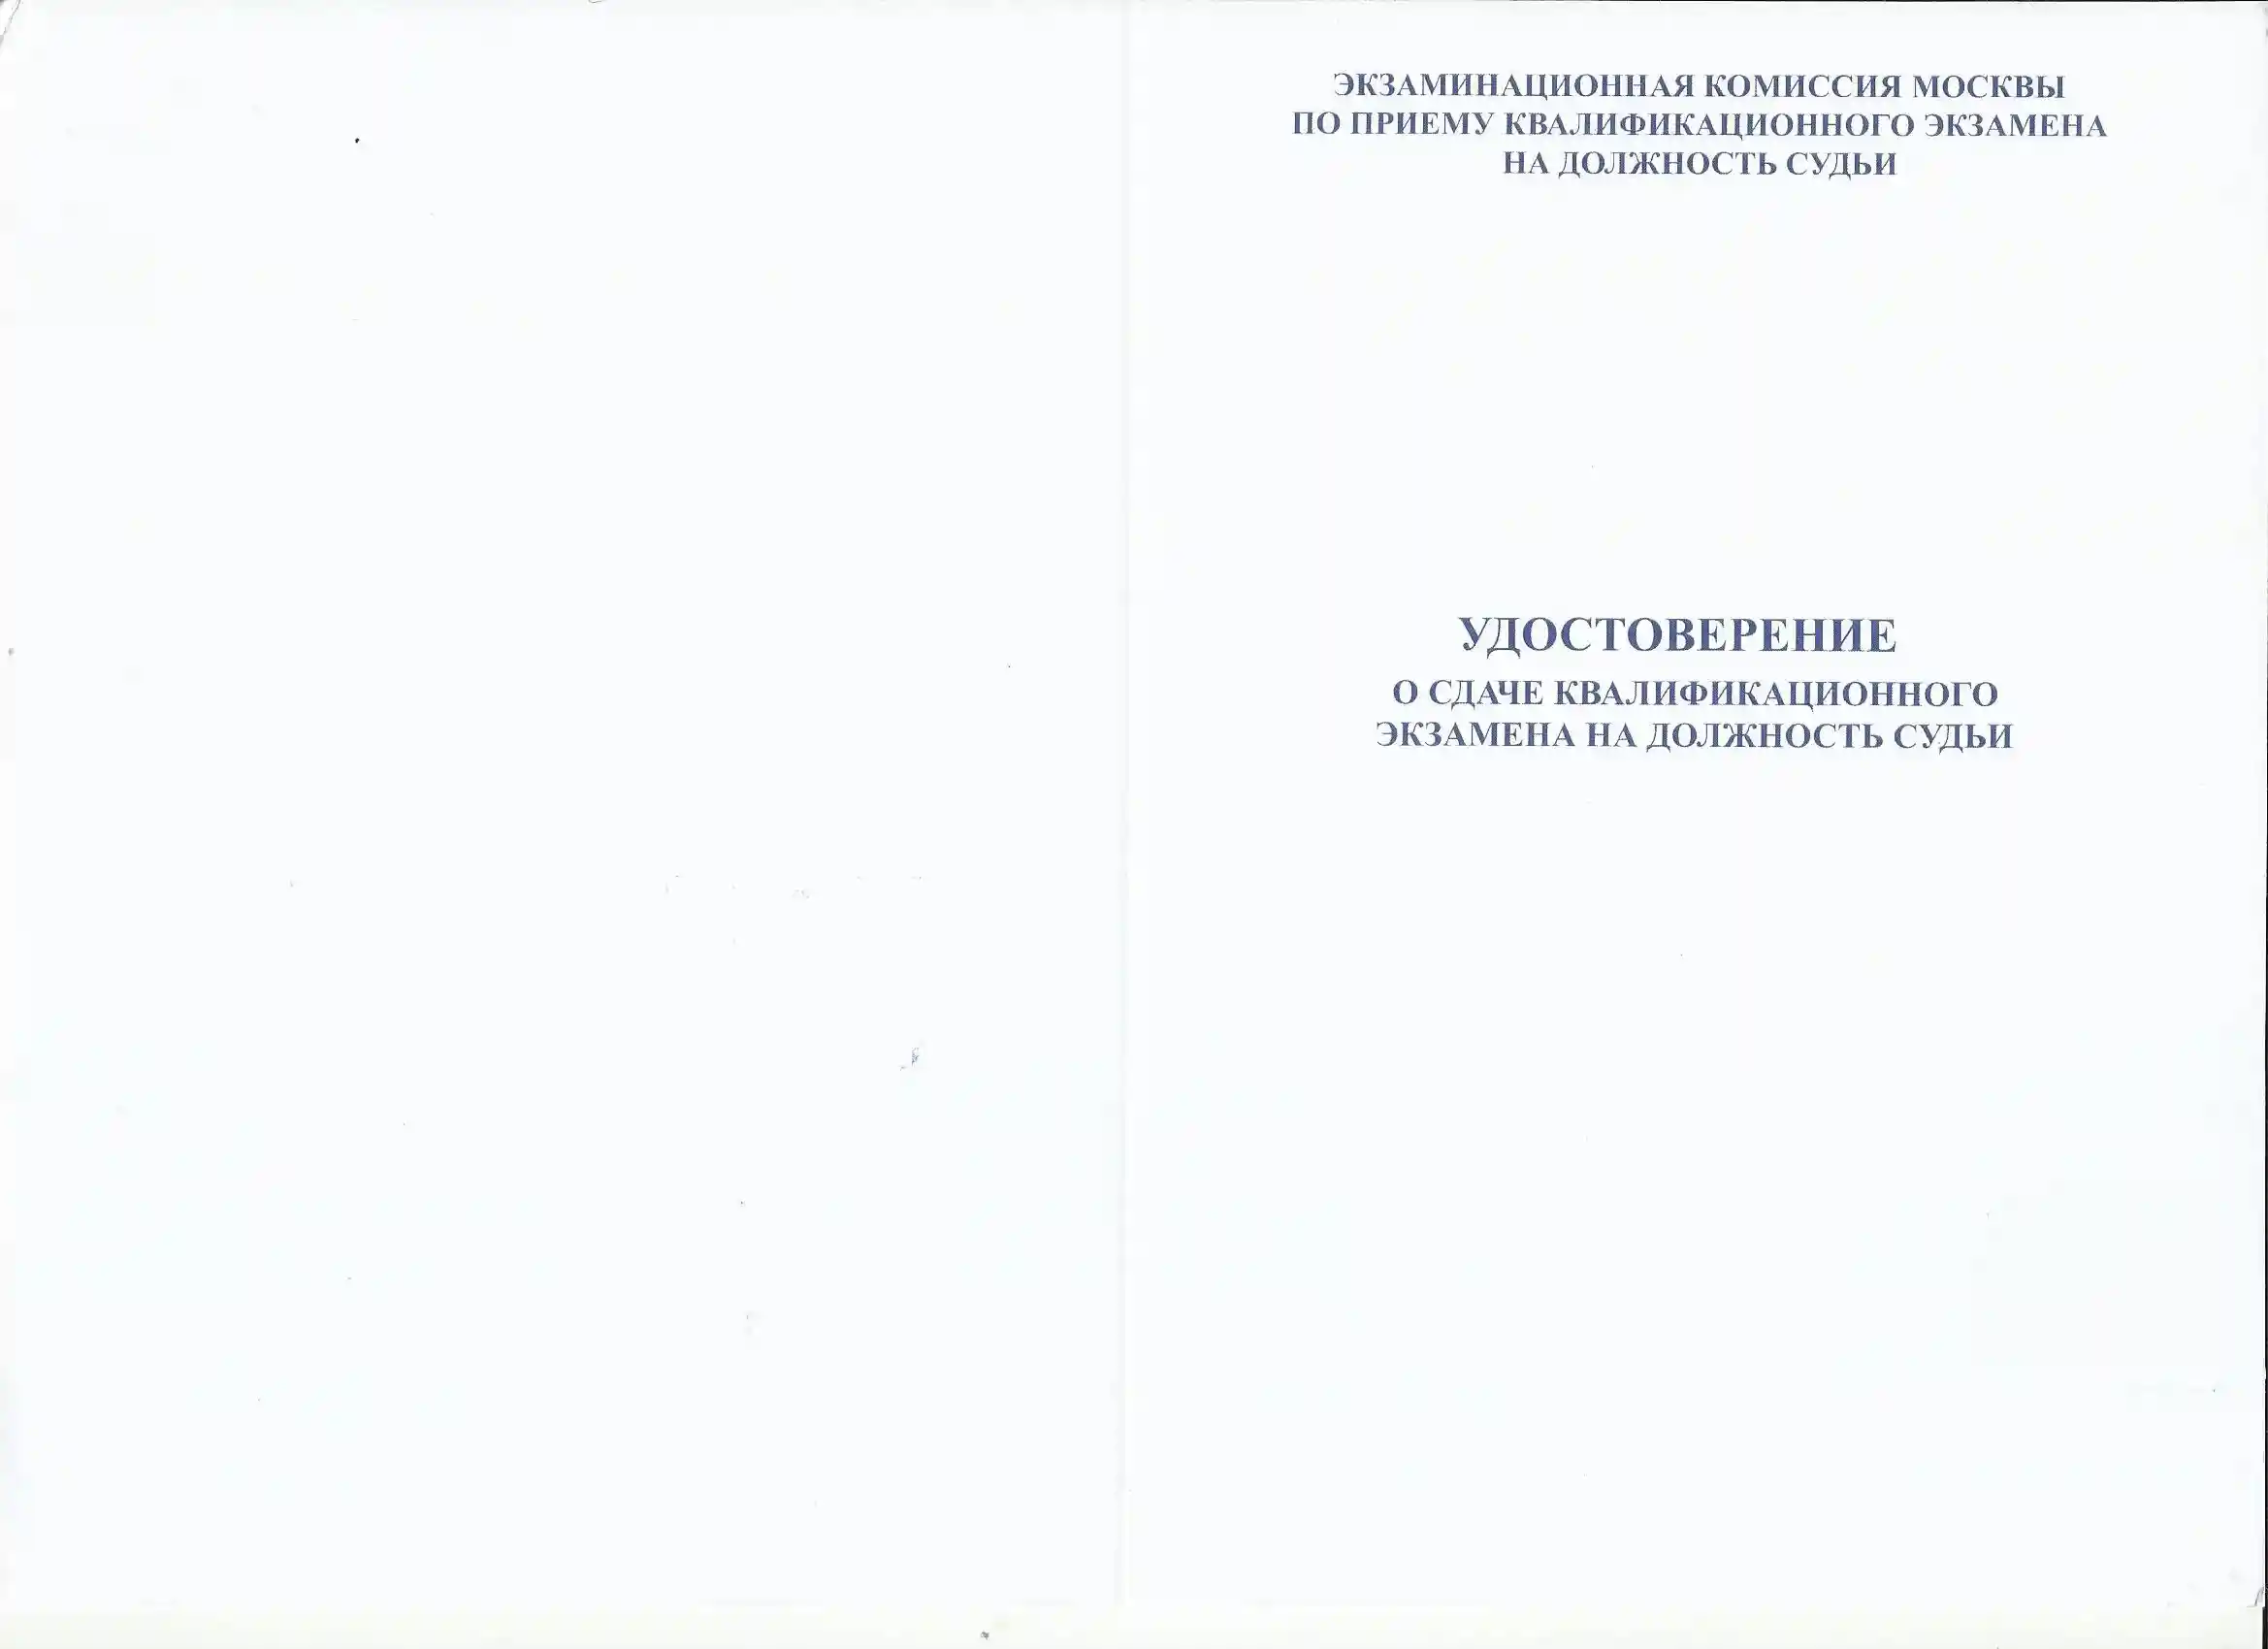 ЭКЗАМИНАЦИОННАЯ КОМИССИЯ МОСКВЫ
ПО ПРИЕМУ КВАЛИФИКАЦИОННОГО ЭКЗАМЕНА
НА ДОЛЖНОСТЬ СУДЬИ
УДОСТОВЕРЕНИЕ
О СДАЧЕ КВАЛИФИКАЦИОННОГО
ЭКЗАМЕНА НА ДОЛЖНОСТЬ СУДЬИ